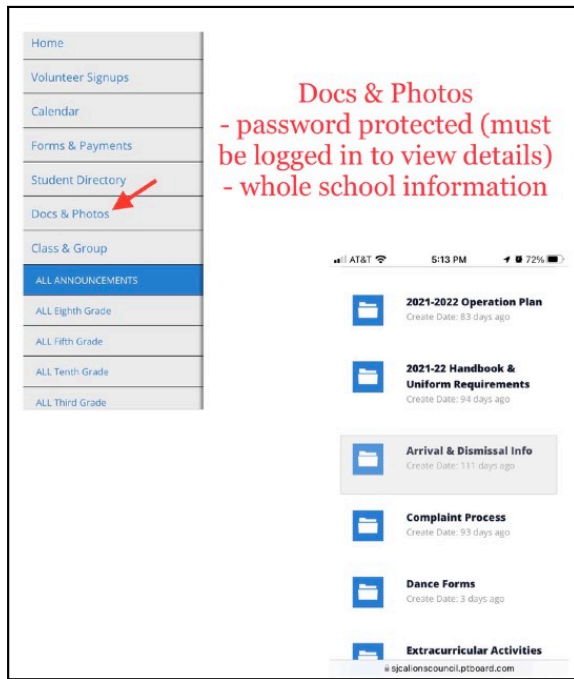 Home
Volunteer Signups
Calendar
Forms & Payments
Student Directory
Docs & Photos
Class & Group
ALL ANNOUNCEMENTS
ALL Eighth Grade
ALL Fifth Grade
ALL Tenth Grade
ALL Third Grade
Docs & Photos
- password protected (must
be logged in to view details)
- whole school information
AT&T 5:13 PM 72%
2021-2022 Operation Plan
Create Date: 83 days ago
2021-22 Handbook &
Uniform Requirements
Create Date: 94 days ago
Arrival & Dismissal Info
Create Date: 111 days ago
Complaint Process
Create Date: 93 days ago
Dance Forms
Create Date: 3 days ago
Extracurricular Activities
sjcalionscouncil.ptboard.com